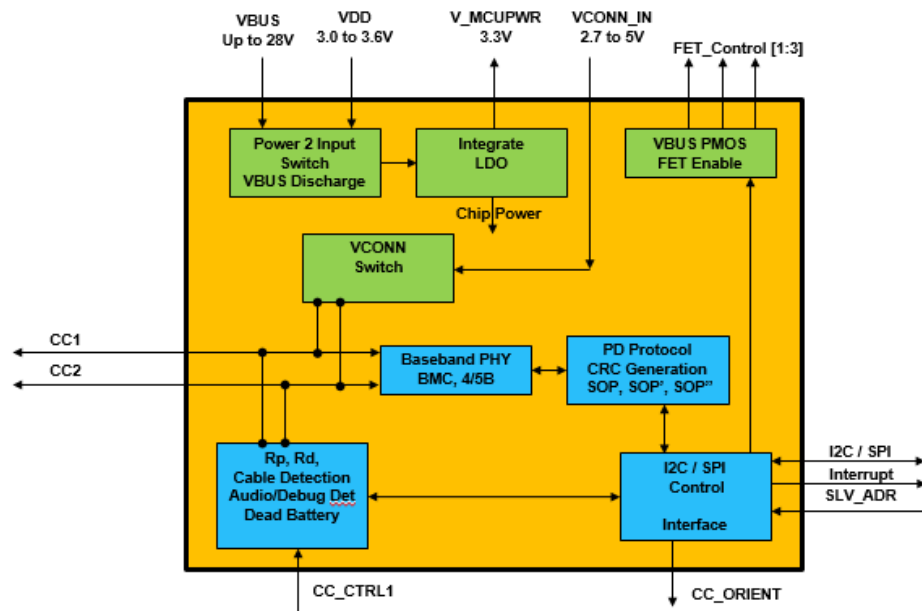 VBUS
Up to 28V
VDD
3.0 to 3.6V
V_MCUPWR
3.3V
VCONN_IN
2.7 to 5V
FET_Control [1:3]
Power 2 Input
Switch
VBUS Discharge
Integrate
LDO
VBUS PMOS
FET Enable
Chip Power
VCONN
Switch
CC1
CC2
Baseband PHY
BMC, 4/5B
PD Protocol
CRC Generation
SOP, SOP’, SOP”
Rp, Rd,
Cable Detection
Audio/Debug Det
Dead Battery
I2C / SPI
Control
Interface
I2C / SPI
Interrupt
SLV_ADR
CC_CTRL1
CC_ORIENT